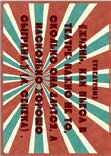 «ЖИЗНЬ, КАК ПЬЕСА В
ТЕАТРЕ: ВАЖНО НЕ ТО,
СКОЛЬКО ОНА ДЛИТСЯ, А
НАСКОЛЬКО ХОРОШО
СЫГРАНА.» (Л. СЕНЕКА)